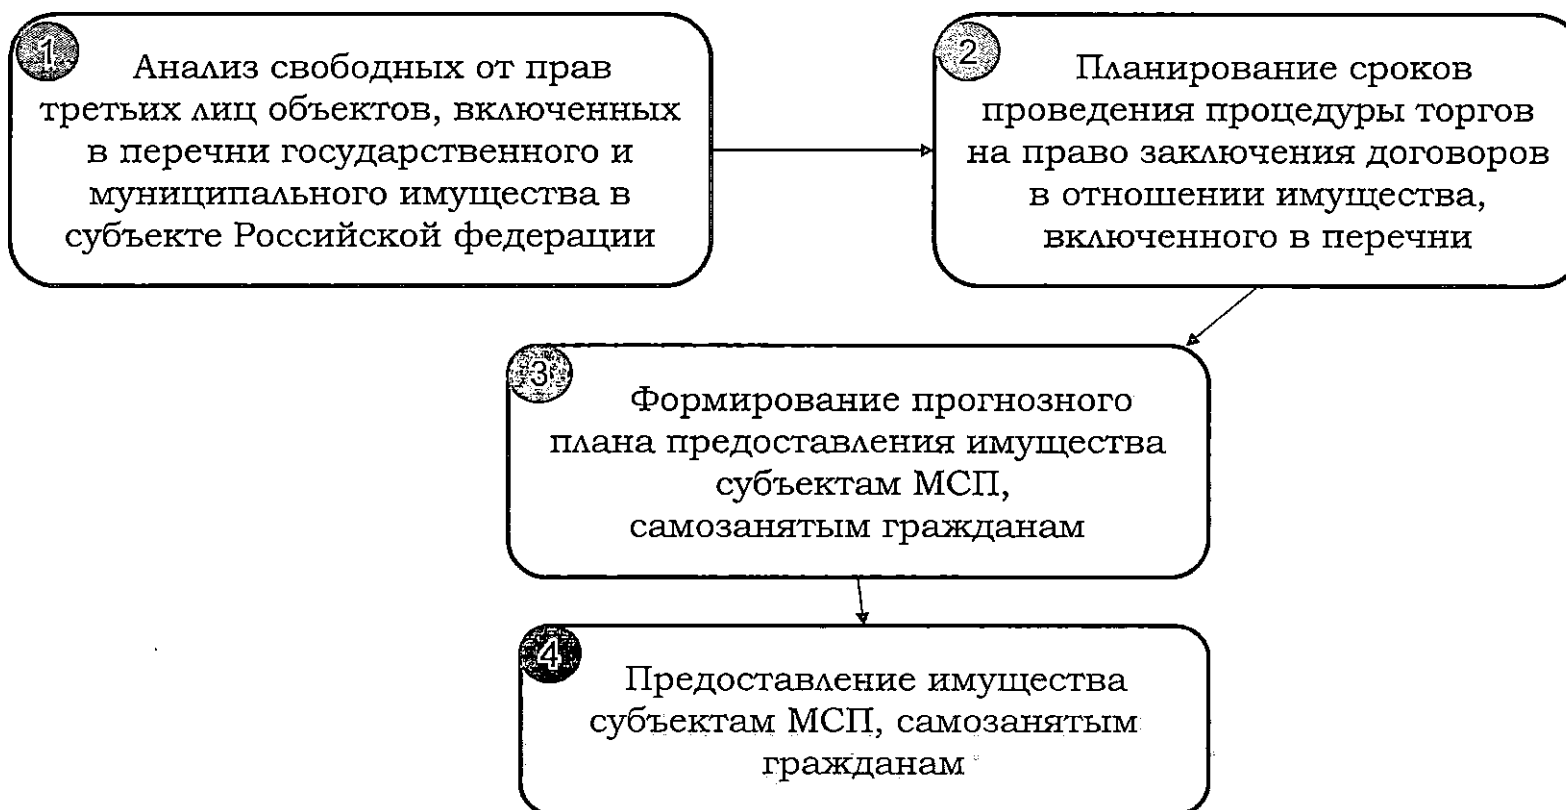 1
Анализ свободных от прав
третьих лиц объектов, включенных
в перечни государственного и
муниципального имущества в
субъекте Российской федерации
2
Планирование сроков
проведения процедуры торгов
на право заключения договоров
в отношении имущества,
включенного в перечни
3
Формирование прогнозного
плана предоставления имущества
субъектам МСП,
самозанятым гражданам
4
Предоставление имущества
субъектам МСП, самозанятым
гражданам